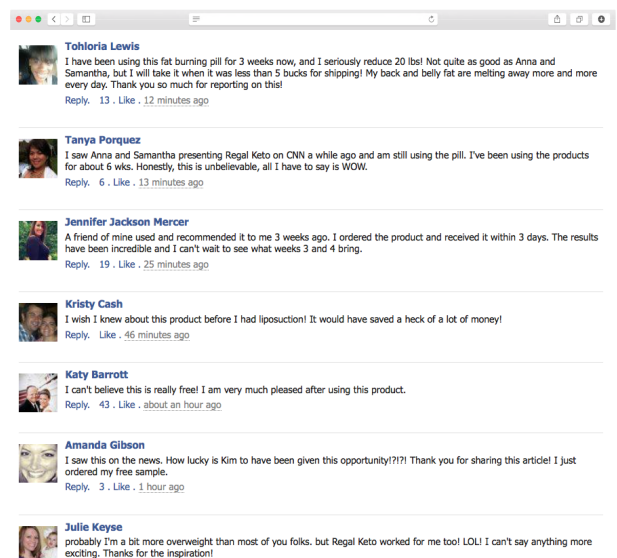 Tohloria Lewis
I have been using this fat burning pill for 3 weeks now, and I seriously reduce 20 lbs! Not quite as good as Anna and
Samantha, but I will take it when it was less than 5 bucks for shipping! My back and belly fat are melting away more and more
every day. Thank you so much for reporting on this!
Reply. 13 . Like . 12 minutes ago
Tanya Porquez
I saw Anna and Samantha presenting Regal Keto on CNN a while ago and am still using the pill. I've been using the products
for about 6 wks. Honestly, this is unbelievable, all I have to say is WOW.
Reply. 6 . Like . 13 minutes ago
Jennifer Jackson Mercer
A friend of mine used and recommended it to me 3 weeks ago. I ordered the product and received it within 3 days. The results
have been incredible and I can't wait to see what weeks 3 and 4 bring.
Reply. 19 . Like . 25 minutes ago
Kristy Cash
I wish I knew about this product before I had liposuction! It would have saved a heck of a lot of money!
Reply. Like . 46 minutes ago
Katy Barrott
I can't believe this is really free! I am very much pleased after using this product.
Reply. 43 . Like . about an hour ago
Amanda Gibson
I saw this on the news. How lucky is Kim to have been given this opportunity!?!?! Thank you for sharing this article! I just
ordered my free sample.
Reply. 3 . Like . 1 hour ago
Julie Keyse
probably I'm a bit more overweight than most of you folks. but Regal Keto worked for me too! LOL! I can't say anything more
exciting. Thanks for the inspiration!